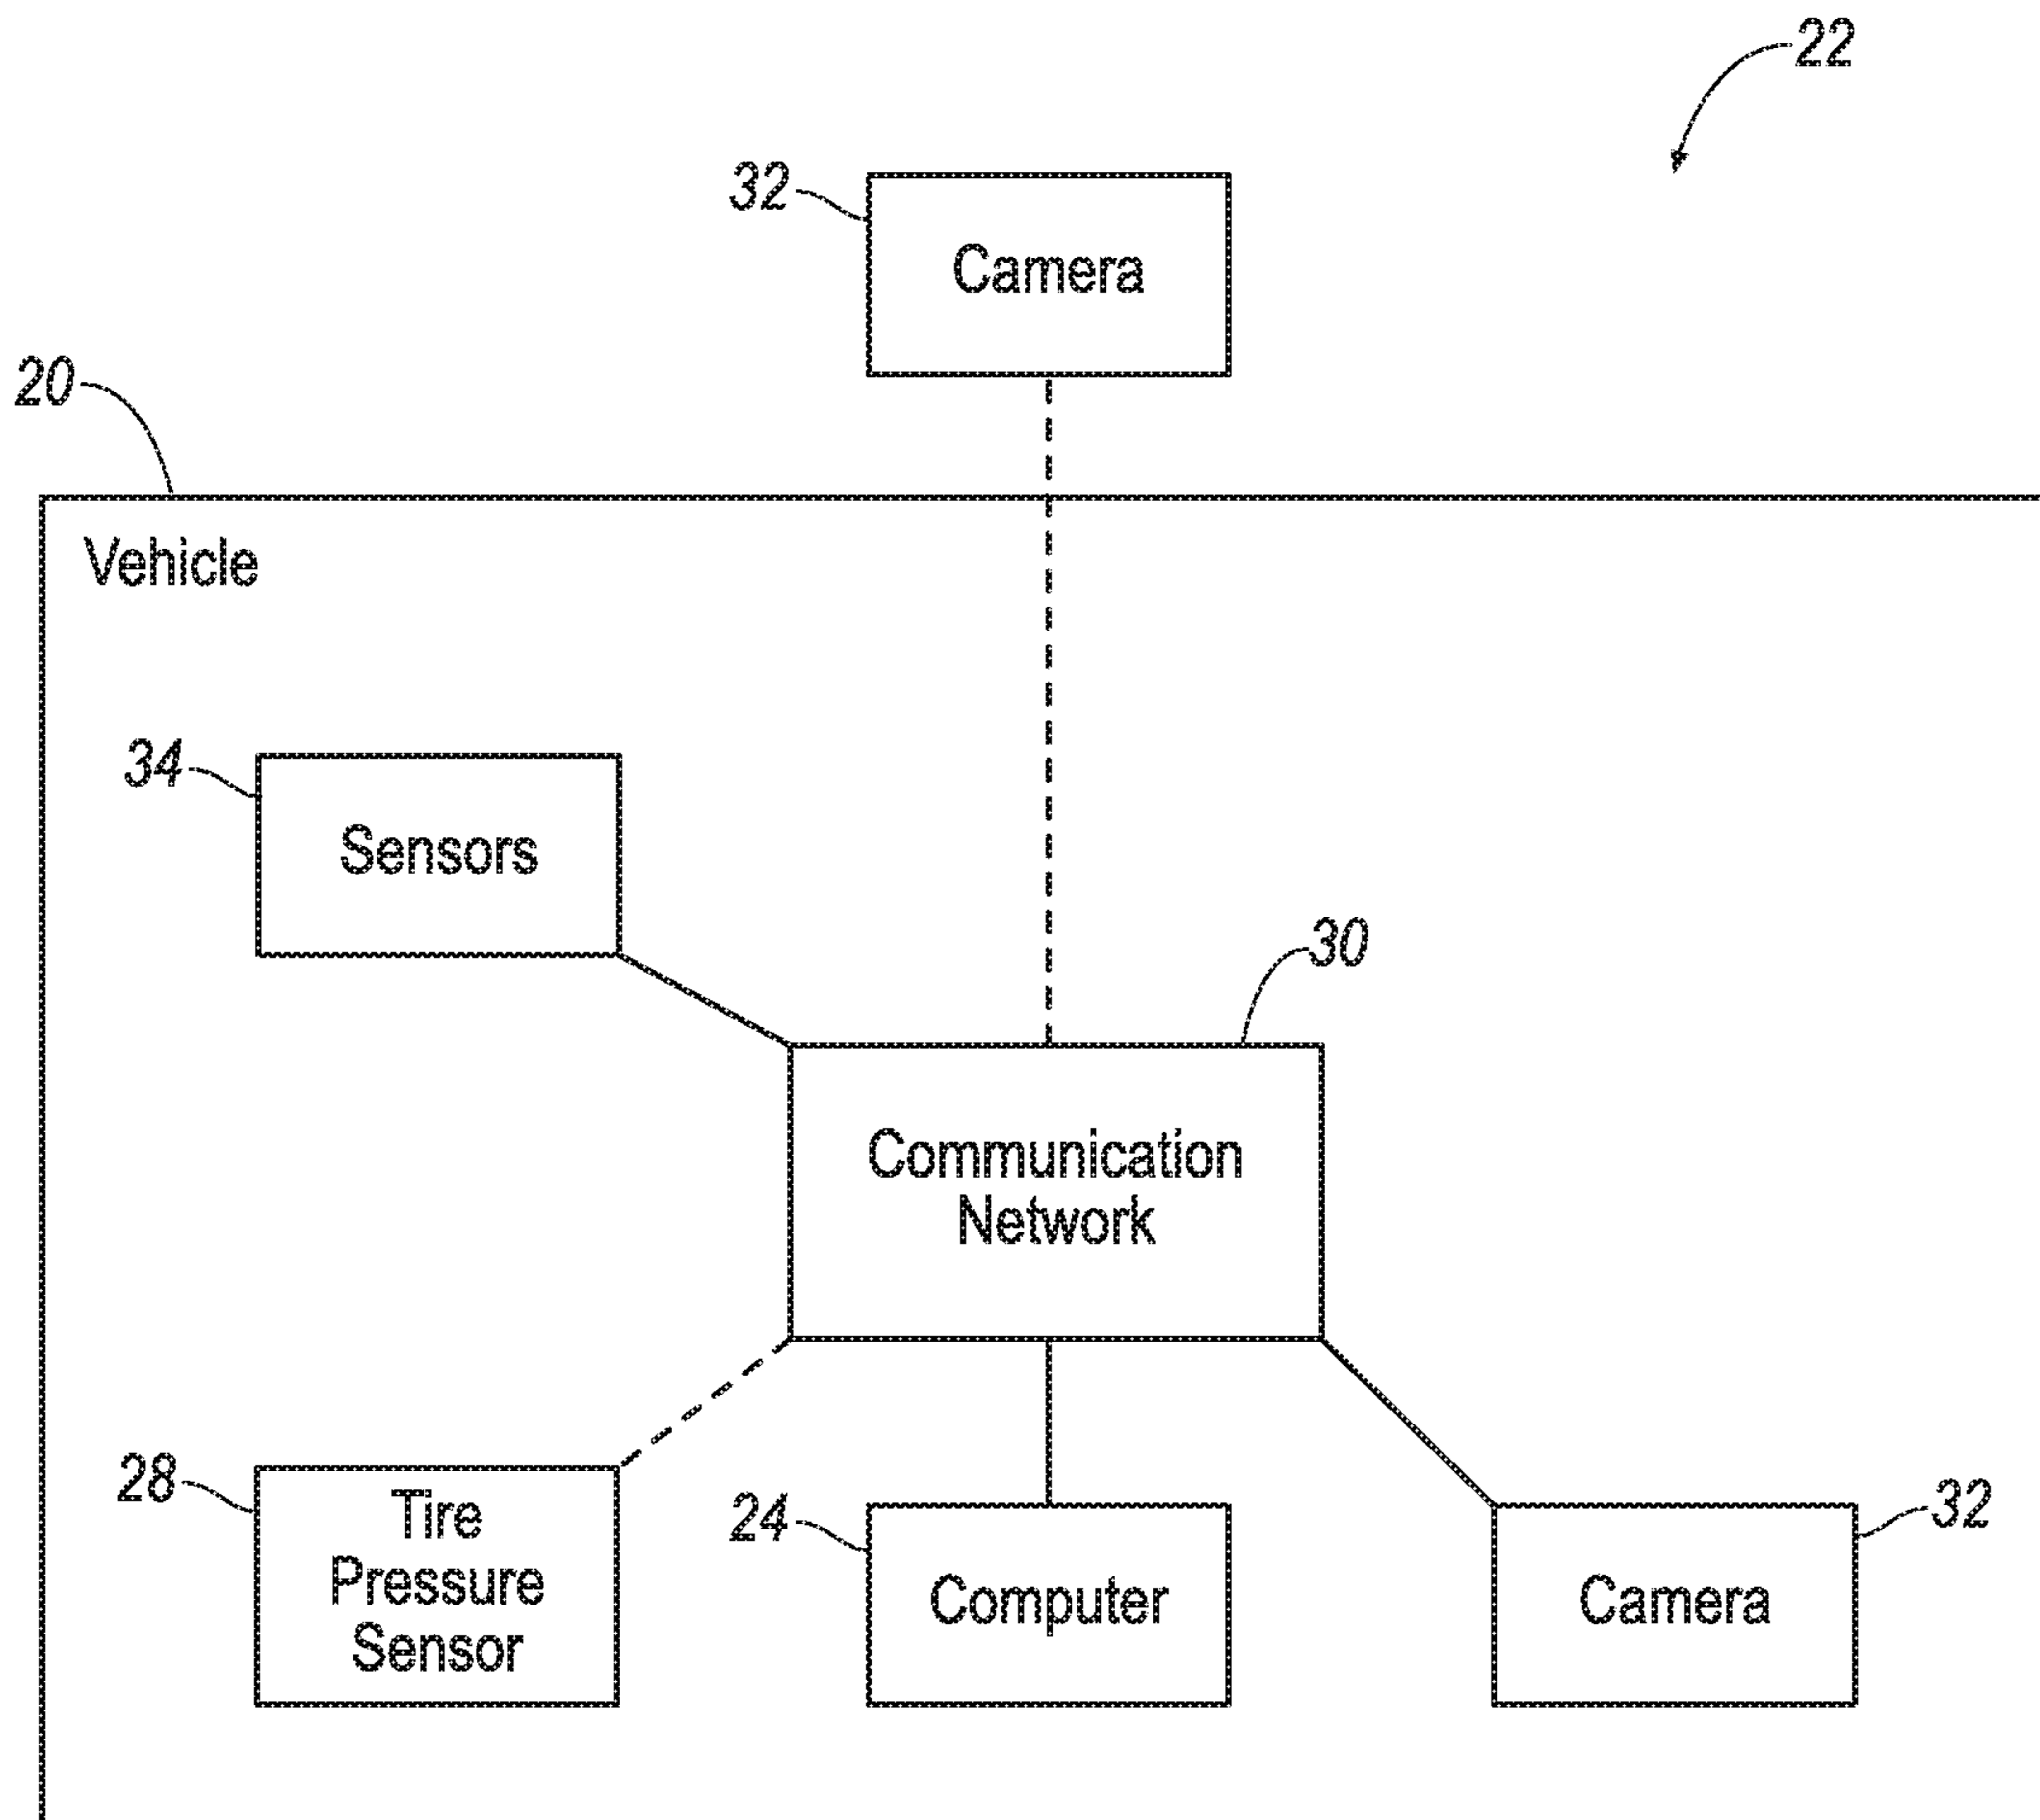 22
32
Camera
20
Vehicle
34
Sensors
30
Communication
Network
28
Tire
Pressure
Sensor
24
Computer
32
Camera